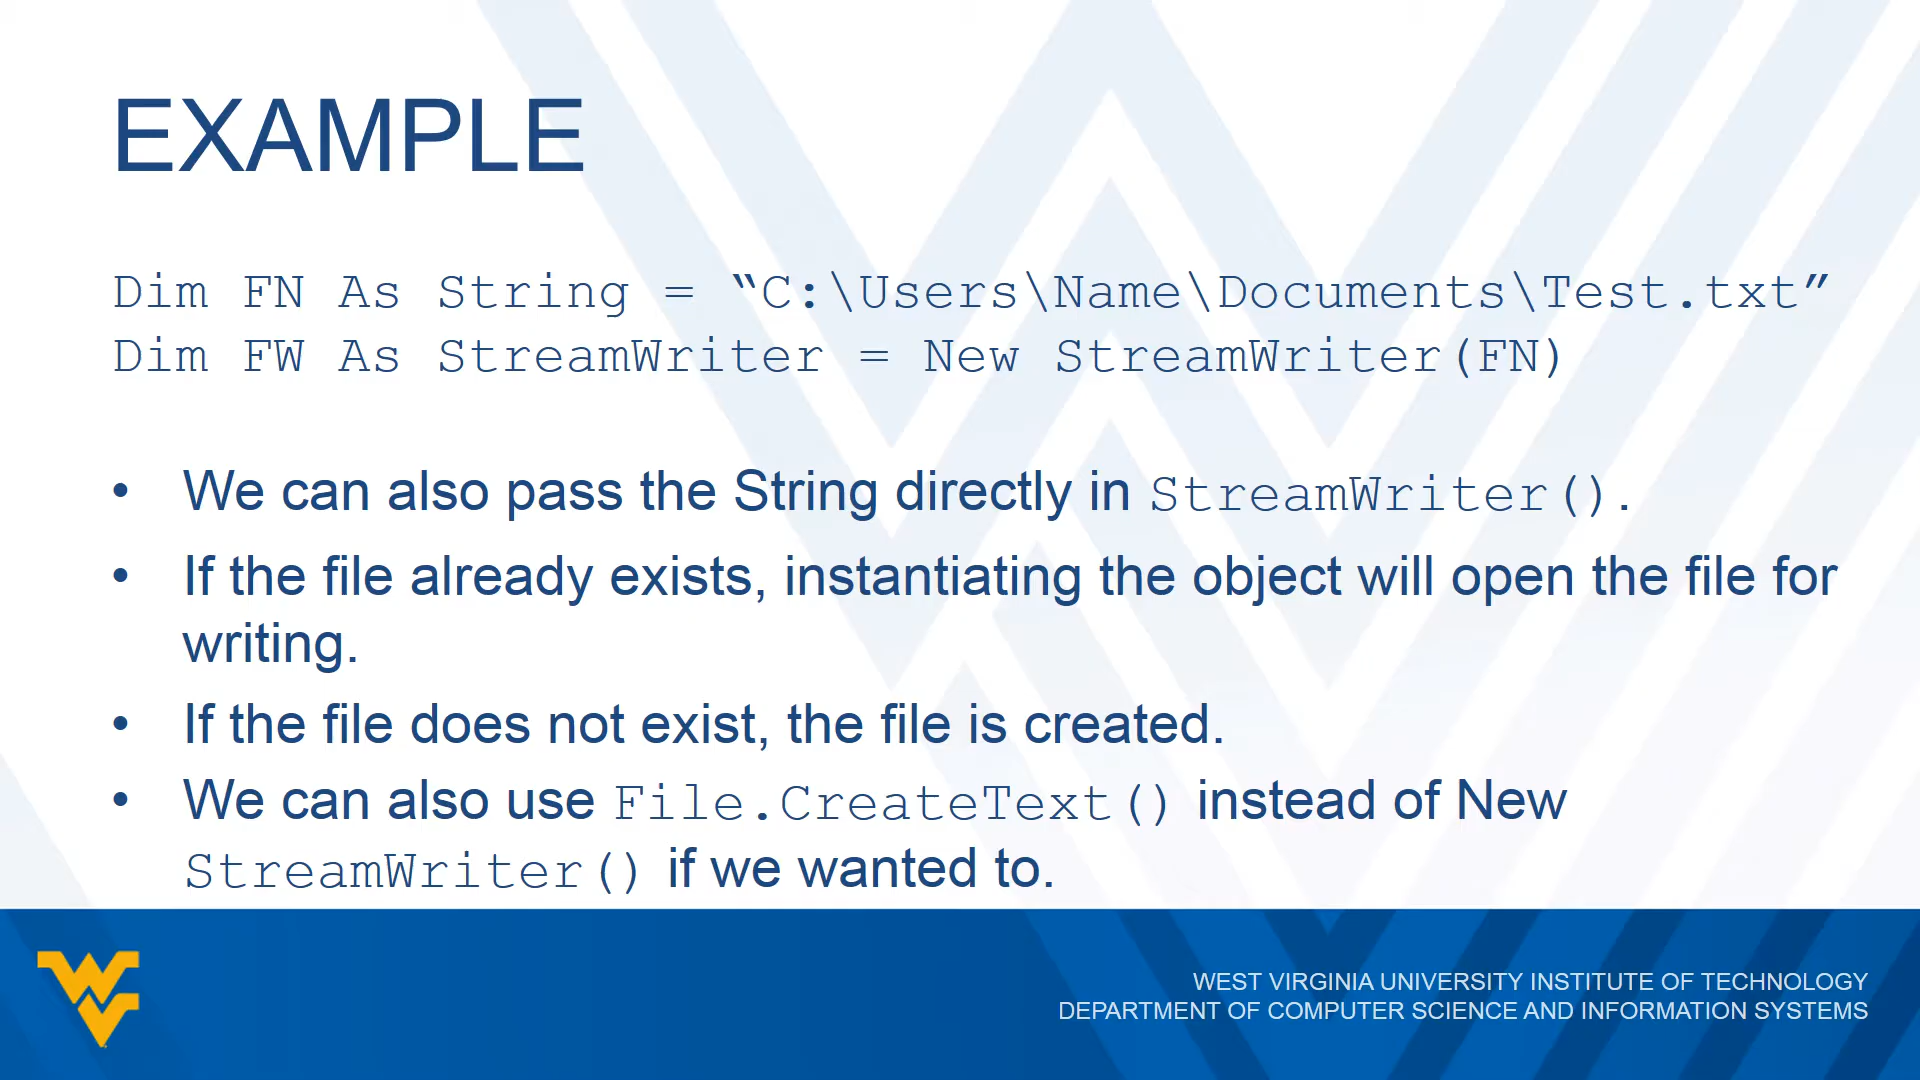 EXAMPLE
Dim FN As String = “C:\Users\Name\Documents\Test.txt”
Dim FW As StreamWriter = New StreamWriter(FN)
• We can also pass the String directly in StreamWriter().
• If the file already exists, instantiating the object will open the file for
writing.
• If the file does not exist, the file is created.
• We can also use File.CreateText() instead of New
StreamWriter() if we wanted to.
WEST VIRGINIA UNIVERSITY INSTITUTE OF TECHNOLOGY
DEPARTMENT OF COMPUTER SCIENCE AND INFORMATION SYSTEMS